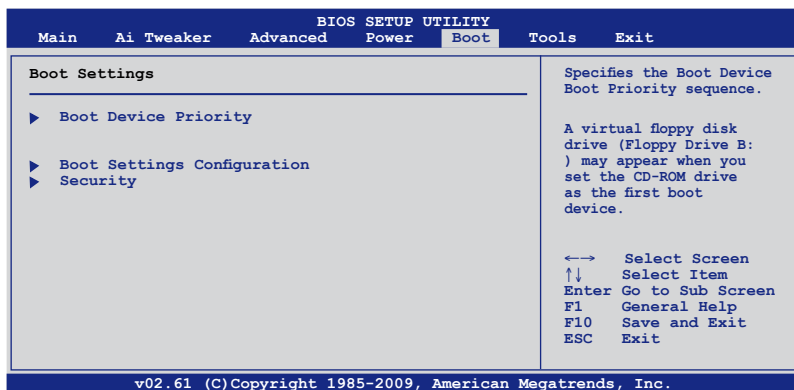 BIOS SETUP UTILITY
Main Ai Tweaker Advanced Power Boot Tools Exit
Boot Settings
Boot Device Priority
Boot Settings Configuration
Security
Specifies the Boot Device
Boot Priority sequence.
A virtual floppy disk
drive (Floppy Drive B:
) may appear when you
set the CD-ROM drive
as the first boot
device.
←→ Select Screen
↑↓ Select Item
Enter Go to Sub Screen
F1 General Help
F10 Save and Exit
ESC Exit
v02.61 (C)Copyright 1985-2009, American Megatrends, Inc.